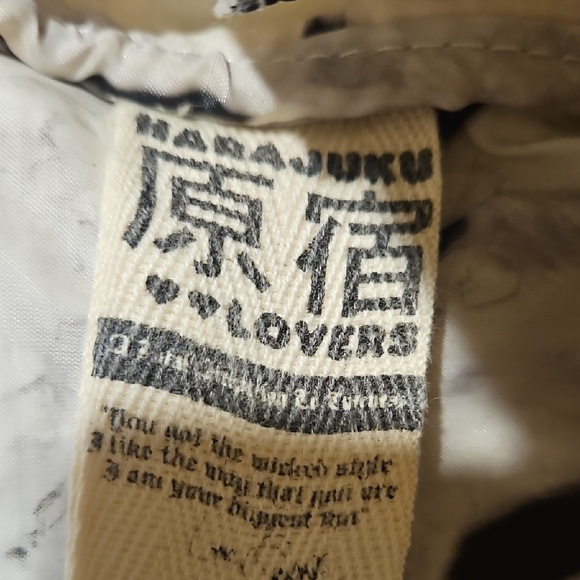 HARAJUKU
原宿
LOVERS
"You got the wicked style
I like the way that you are
I am your biggest fan"